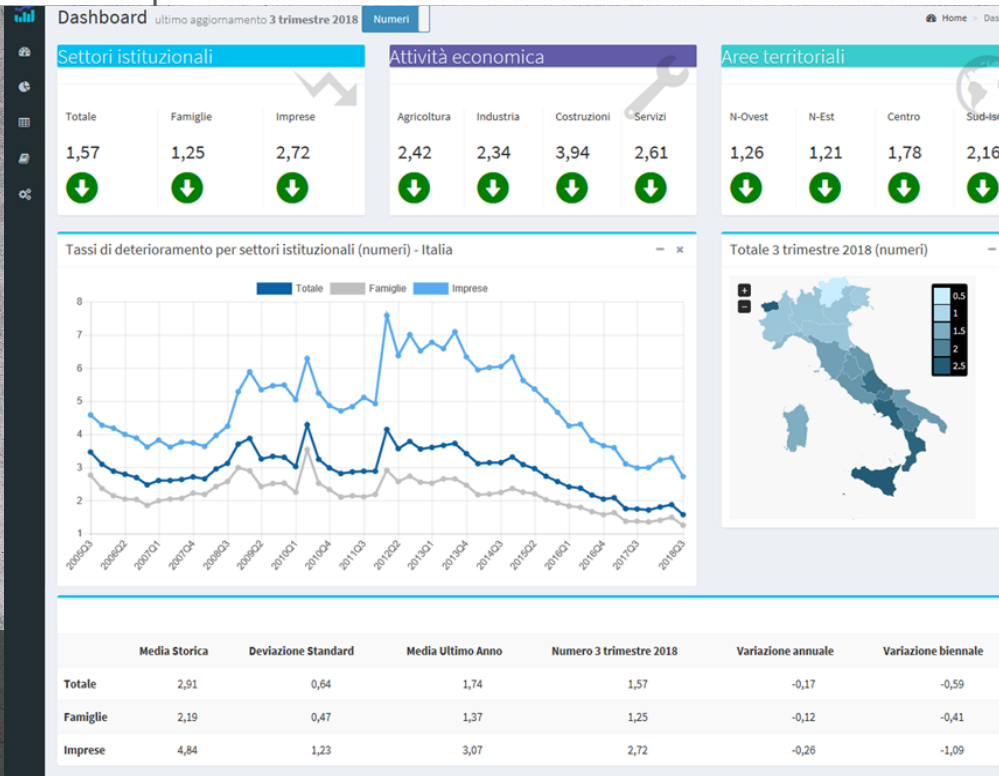 Dashboard ultimo aggiornamento 3 trimestre 2018 Numeri
Home > Das
Settori istituzionali
Totale Famiglie Imprese
1,57 1,25 2,72
Attività economica
Agricoltura Industria Costruzioni Servizi
2,42 2,34 3,94 2,61
Aree territoriali
N-Ovest N-Est Centro
1,26 1,21 1,78 2,16
Tassi di deterioramento per settori istituzionali (numeri) - Italia
Totale Famiglie Imprese
8
7
6
5
4
3
2
1
2005Q3 2006Q2 2007Q1 2007Q4 2008Q3 2009Q2 2010Q1 2010Q4 2011Q3 2012Q2 2013Q1 2013Q4 2014Q3 2015Q2 2016Q1 2016Q4 2017Q3 2018Q3
Totale 3 trimestre 2018 (numeri)
+
-
0.5
1
1.5
2
2.5
Media Storica Deviazione Standard Media Ultimo Anno Numero 3 trimestre 2018 Variazione annuale Variazione biennale
Totale 2,91 0,64 1,74 1,57 -0,17 -0,59
Famiglie 2,19 0,47 1,37 1,25 -0,12 -0,41
Imprese 4,84 1,23 3,07 2,72 -0,26 -1,09